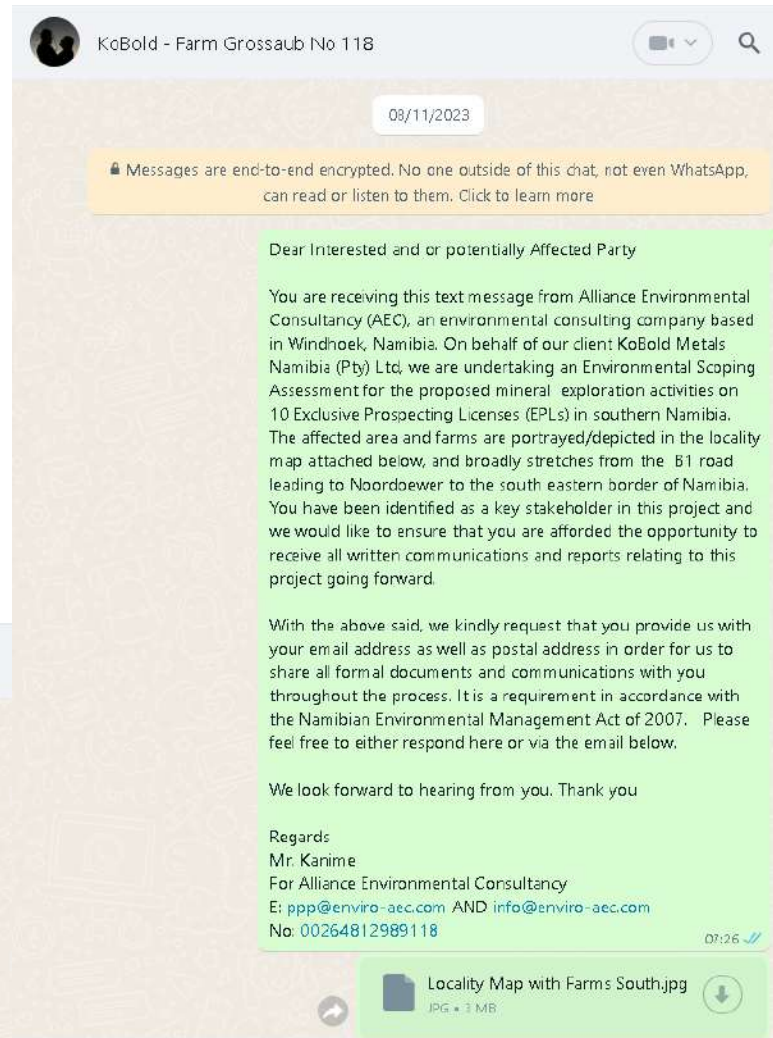 KoBold - Farm Grossaub No 118
08/11/2023
Messages are end-to-end encrypted. No one outside of this chat, not even WhatsApp,
can read or listen to them. Click to learn more
Dear Interested and or potentially Affected Party
You are receiving this text message from Alliance Environmental
Consultancy (AEC), an environmental consulting company based
in Windhoek, Namibia. On behalf of our client KoBold Metals
Namibia (Pty) Ltd, we are undertaking an Environmental Scoping
Assessment for the proposed mineral exploration activities on
10 Exclusive Prospecting Licenses (EPLs) in southern Namibia.
The affected area and farms are portrayed/depicted in the locality
map attached below, and broadly stretches from the B1 road
leading to Noordoewer to the south eastern border of Namibia.
You have been identified as a key stakeholder in this project and
we would like to ensure that you are afforded the opportunity to
receive all written communications and reports relating to this
project going forward.
With the above said, we kindly request that you provide us with
your email address as well as postal address in order for us to
share all formal documents and communications with you
throughout the process. It is a requirement in accordance with
the Namibian Environmental Management Act of 2007. Please
feel free to either respond here or via the email below.
We look forward to hearing from you. Thank you
Regards
Mr. Kanime
For Alliance Environmental Consultancy
E: ppp@enviro-aec.com AND info@enviro-aec.com
No: 00264812989118
07:26
Locality Map with Farms South.jpg
JPG • 3 MB